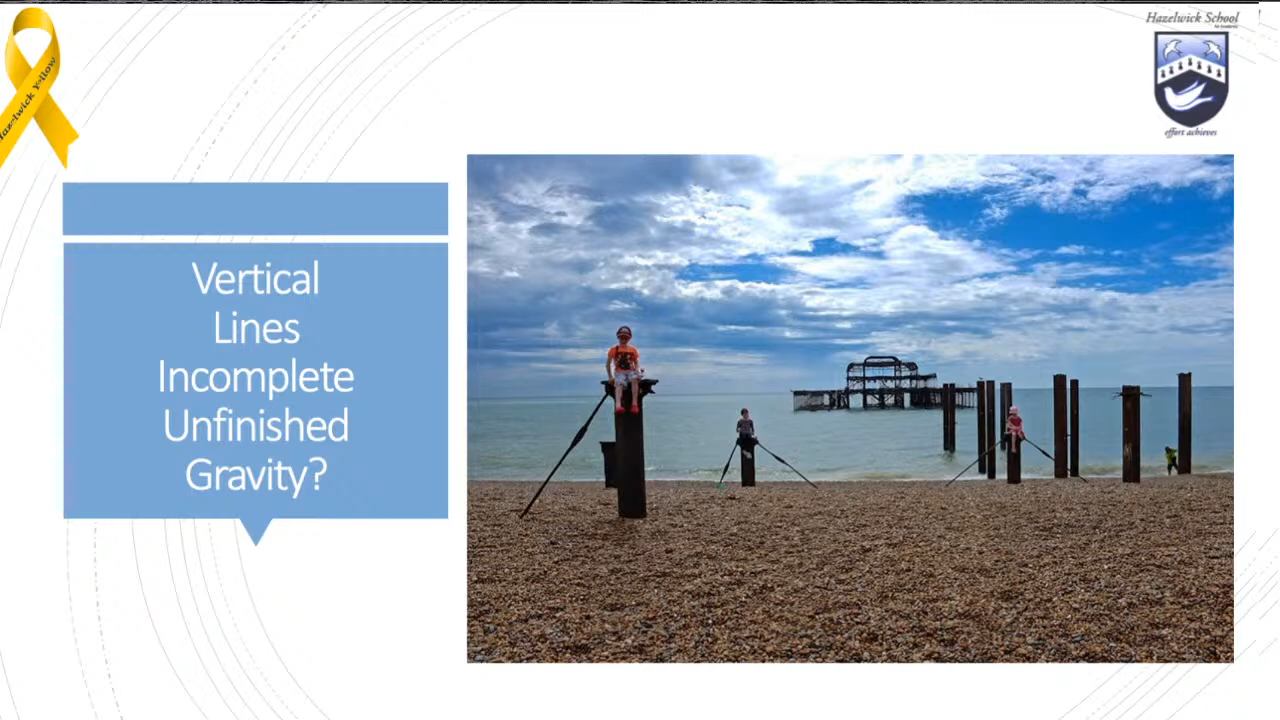 Hazelwick School
Hazelwick Yellow
effort achieves
Vertical
Lines
Incomplete
Unfinished
Gravity?